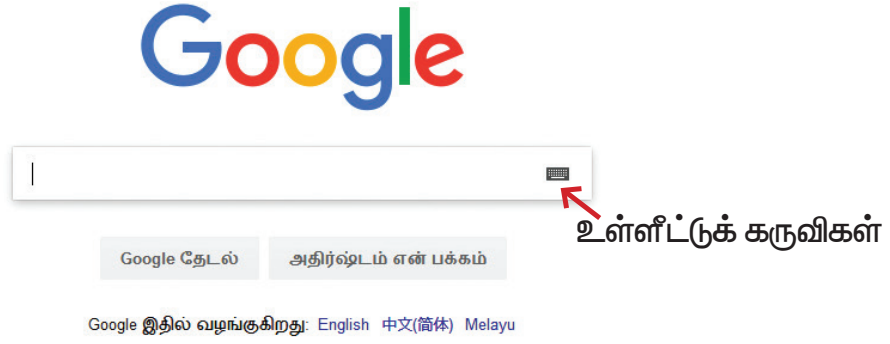 Google
உள்ளீட்டுக் கருவிகள்
Google தேடல் அதிர்ஷ்டம் என் பக்கம்
Google இதில் வழங்குகிறது: English 中文(简体) Melayu